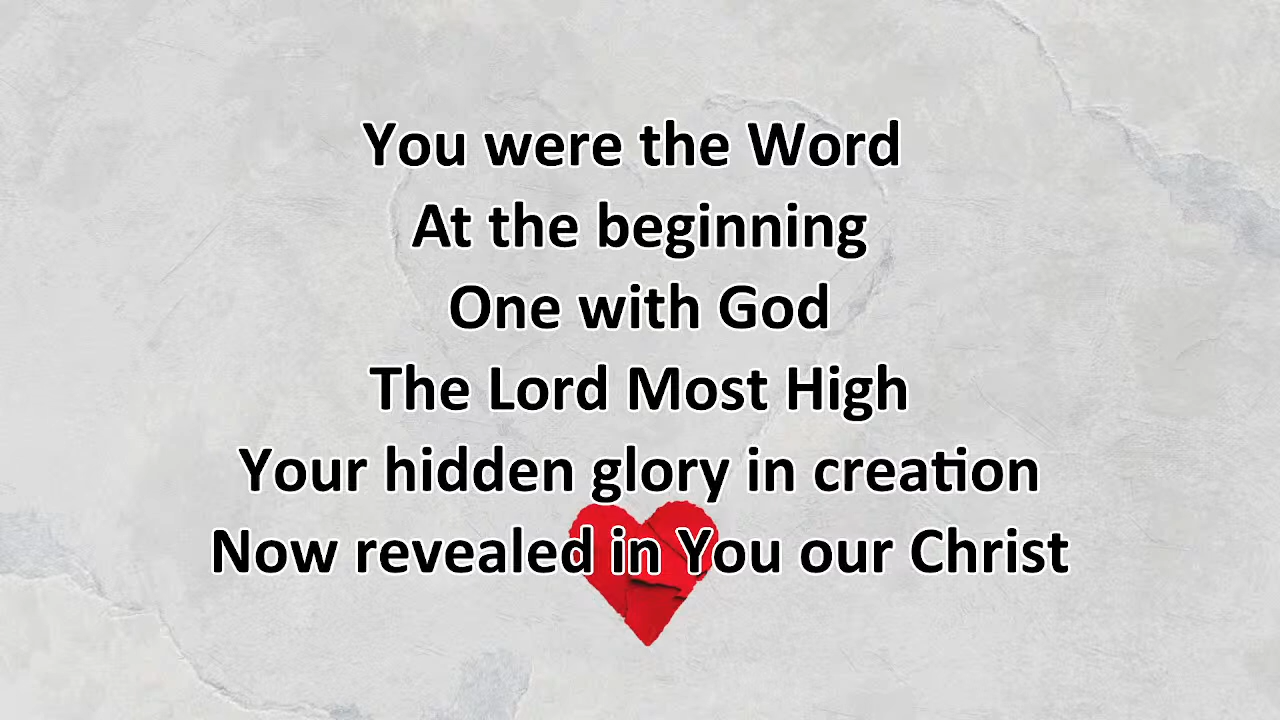 You were the Word
At the beginning
One with God
The Lord Most High
Your hidden glory in creation
Now revealed in You our Christ